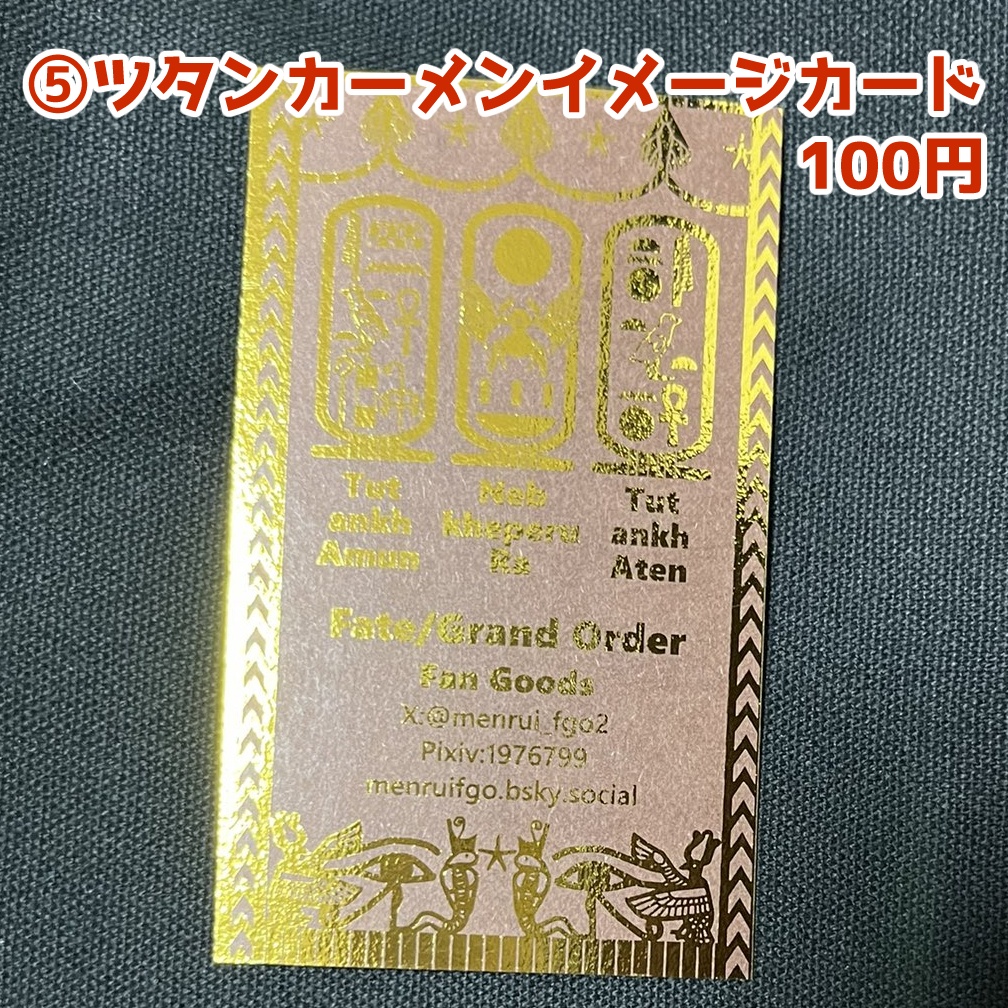 ⑤ツタンカーメンイメージカード
100円
Tut
ankh
Amun
Neb
kheperu
Ra
Tut
ankh
Aten
Fate/Grand Order
Fan Goods
X:@menrui_fgo2
Pixiv:1976799
menruifgo.bsky.social